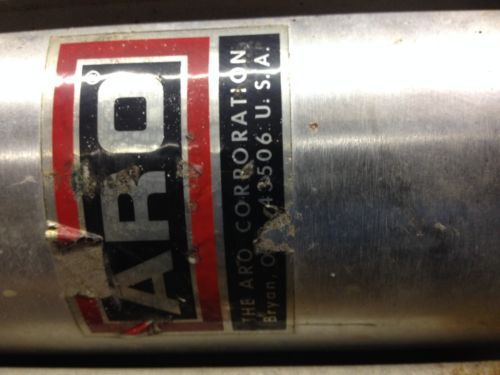 ARO®
THE ARO CORPORATION
Bryan, O 43506 U.S.A.